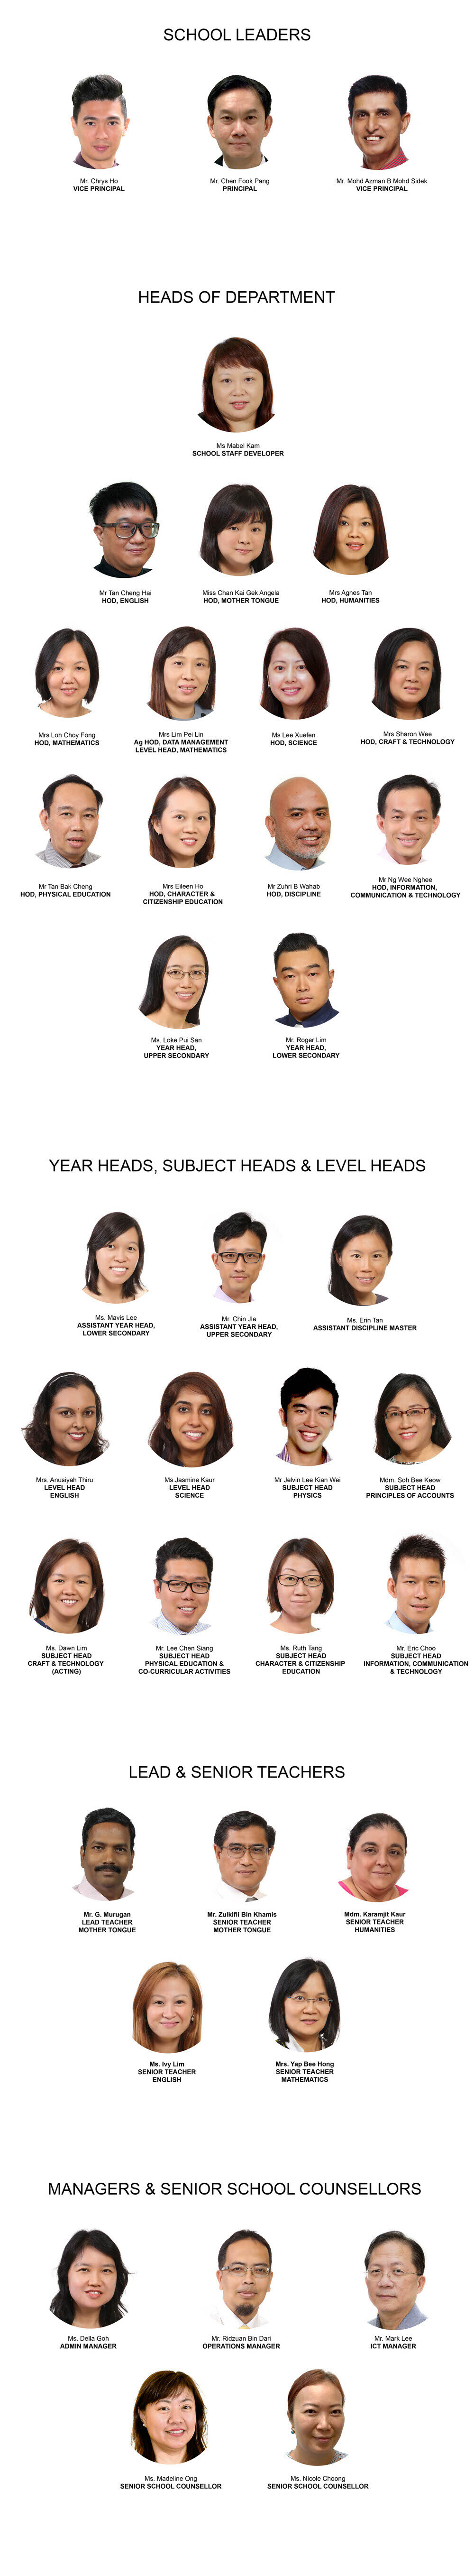 SCHOOL LEADERS
Mr. Chrys Ho
VICE PRINCIPAL
Mr. Chen Fook Pang
PRINCIPAL
Mr. Mohd Azman B Mohd Sidek
VICE PRINCIPAL
HEADS OF DEPARTMENT
Ms Mabel Kam
SCHOOL STAFF DEVELOPER
Mr Tan Cheng Hai
HOD, ENGLISH
Miss Chan Kai Gek Angela
HOD, MOTHER TONGUE
Mrs Agnes Tan
HOD, HUMANITIES
Mrs Loh Choy Fong
HOD, MATHEMATICS
Mrs Lim Pei Lin
Ag HOD, DATA MANAGEMENT
LEVEL HEAD, MATHEMATICS
Ms Lee Xuefen
HOD, SCIENCE
Mrs Sharon Wee
HOD, CRAFT & TECHNOLOGY
Mr Tan Bak Cheng
HOD, PHYSICAL EDUCATION
Mrs Eileen Ho
HOD, CHARACTER &
CITIZENSHIP EDUCATION
Mr Zuhri B Wahab
HOD, DISCIPLINE
Mr Ng Wee Nghee
HOD, INFORMATION,
COMMUNICATION & TECHNOLOGY
Ms. Loke Pui San
YEAR HEAD,
UPPER SECONDARY
Mr. Roger Lim
YEAR HEAD,
LOWER SECONDARY
YEAR HEADS, SUBJECT HEADS & LEVEL HEADS
Ms. Mavis Lee
ASSISTANT YEAR HEAD,
LOWER SECONDARY
Mr. Chin JIe
ASSISTANT YEAR HEAD,
UPPER SECONDARY
Ms. Erin Tan
ASSISTANT DISCIPLINE MASTER
Mrs. Anusiyah Thiru
LEVEL HEAD
ENGLISH
Ms.Jasmine Kaur
LEVEL HEAD
SCIENCE
Mr Jelvin Lee Kian Wei
SUBJECT HEAD
PHYSICS
Mdm. Soh Bee Keow
SUBJECT HEAD
PRINCIPLES OF ACCOUNTS
Ms. Dawn Lim
SUBJECT HEAD
CRAFT & TECHNOLOGY
(ACTING)
Mr. Lee Chen Siang
SUBJECT HEAD
PHYSICAL EDUCATION &
CO-CURRICULAR ACTIVITIES
Ms. Ruth Tang
SUBJECT HEAD
CHARACTER & CITIZENSHIP
EDUCATION
Mr. Eric Choo
SUBJECT HEAD
INFORMATION, COMMUNICATION
& TECHNOLOGY
LEAD & SENIOR TEACHERS
Mr. G. Murugan
LEAD TEACHER
MOTHER TONGUE
Mr. Zulkifli Bin Khamis
SENIOR TEACHER
MOTHER TONGUE
Mdm. Karamjit Kaur
SENIOR TEACHER
HUMANITIES
Ms. Ivy Lim
SENIOR TEACHER
ENGLISH
Mrs. Yap Bee Hong
SENIOR TEACHER
MATHEMATICS
MANAGERS & SENIOR SCHOOL COUNSELLORS
Ms. Della Goh
ADMIN MANAGER
Mr. Ridzuan Bin Dari
OPERATIONS MANAGER
Mr. Mark Lee
ICT MANAGER
Ms. Madeline Ong
SENIOR SCHOOL COUNSELLOR
Ms. Nicole Choong
SENIOR SCHOOL COUNSELLOR